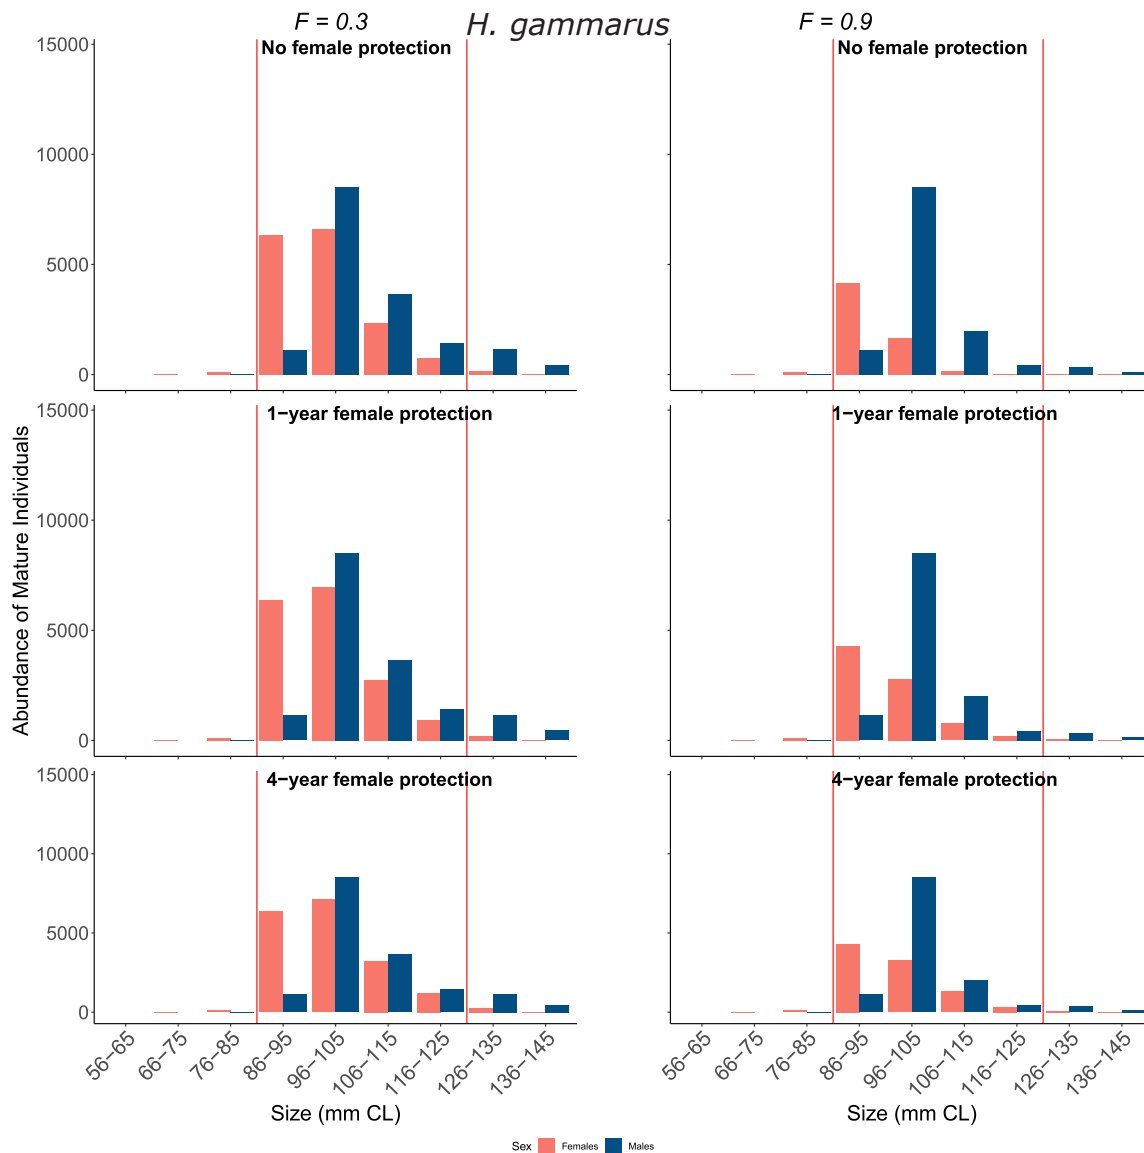 F = 0.3
H. gammarus
F = 0.9
No female protection
No female protection
15000
10000
5000
0
1−year female protection
1−year female protection
15000
10000
5000
0
Abundance of Mature Individuals
4−year female protection
4−year female protection
15000
10000
5000
0
56−65
66−75
76−85
86−95
96−105
106−115
116−125
126−135
136−145
56−65
66−75
76−85
86−95
96−105
106−115
116−125
126−135
136−145
Size (mm CL)
Size (mm CL)
Sex Females Males